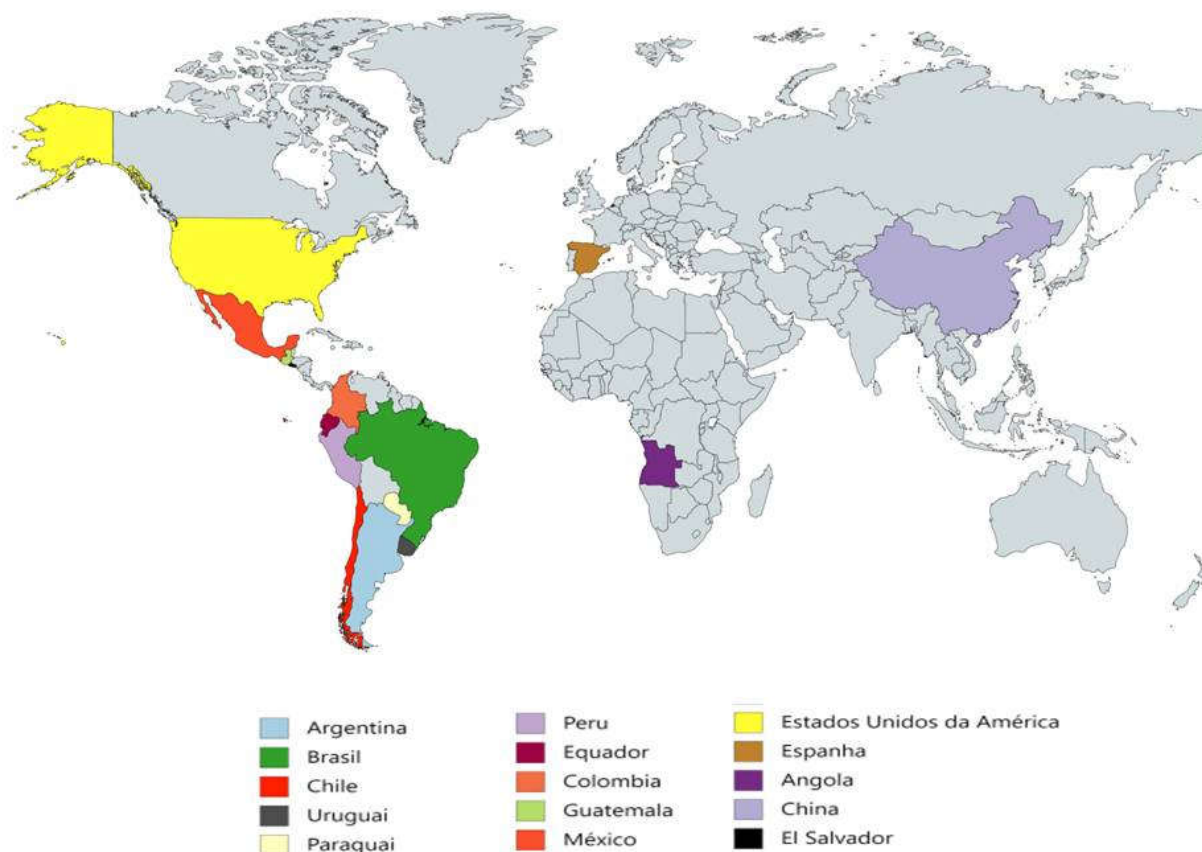 Argentina
Brasil
Chile
Uruguai
Paraguai
Peru
Equador
Colombia
Guatemala
México
Estados Unidos da América
Espanha
Angola
China
El Salvador